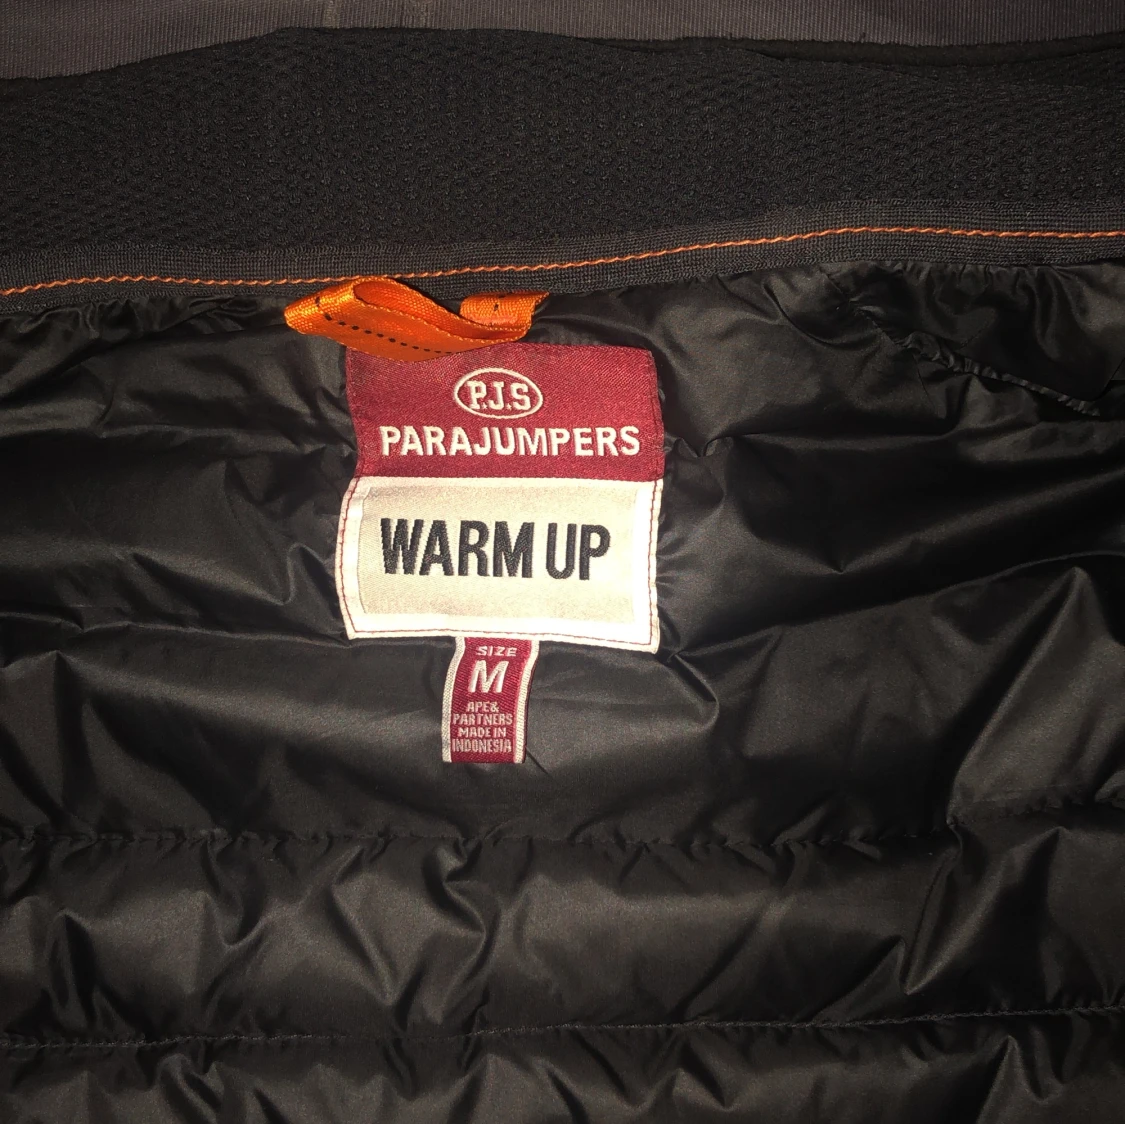 P.J.S
PARAJUMPERS
WARM UP
SIZE
M
APE&
PARTNERS
MADE IN
INDONESIA